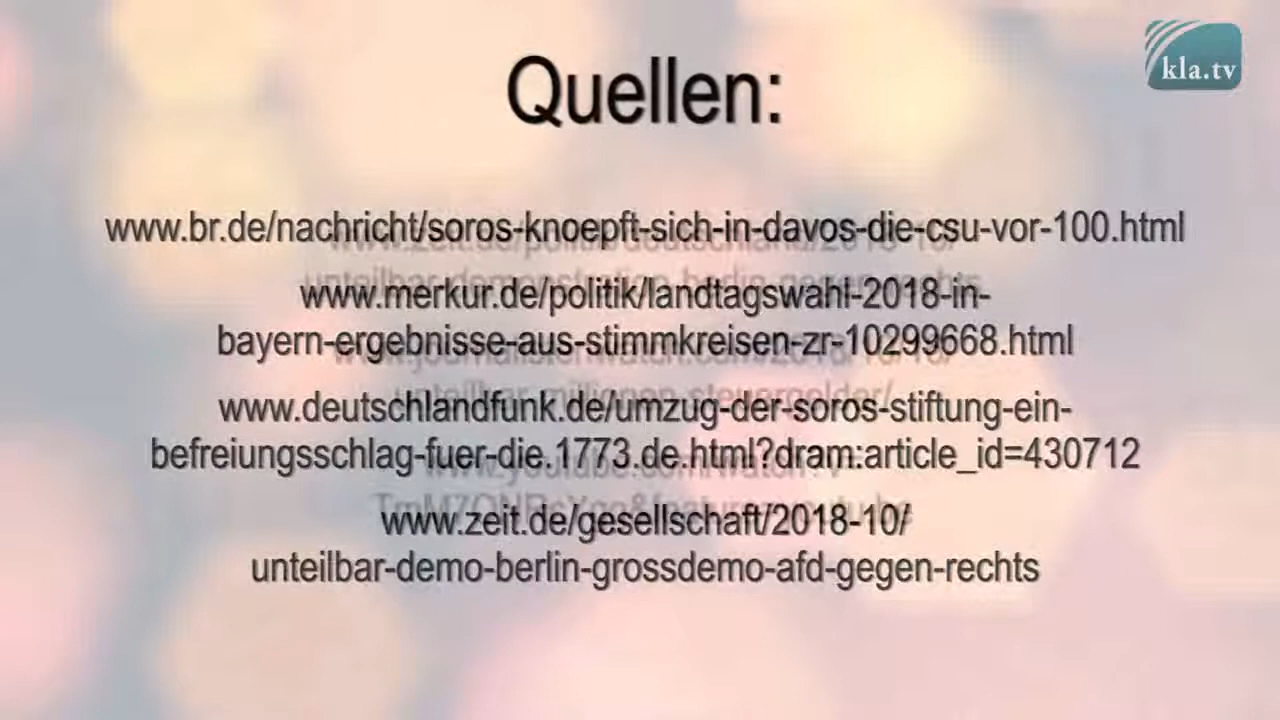 kla.tv
Quellen:
www.br.de/nachricht/soros-knoepft-sich-in-davos-die-csu-vor-100.html
www.merkur.de/politik/landtagswahl-2018-in-
bayern-ergebnisse-aus-stimmkreisen-zr-10299668.html
www.deutschlandfunk.de/umzug-der-soros-stiftung-ein-
befreiungsschlag-fuer-die.1773.de.html?dram:article_id=430712
www.zeit.de/gesellschaft/2018-10/
unteilbar-demo-berlin-grossdemo-afd-gegen-rechts